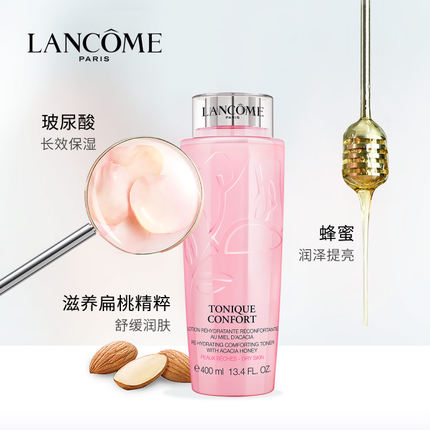 LANCÔME
PARIS
玻尿酸
长效保湿
蜂蜜
润泽提亮
滋养扁桃精粹
舒缓润肤
LANCÔME
PARIS
TONIQUE
CONFORT
LOTION RÉHYDRATANTE RÉCONFORTANTE
AU MIEL D'ACACIA
RE-HYDRATING COMFORTING TONER
WITH ACACIA HONEY
PEAUX SÈCHES - DRY SKIN
℮400 ml 13.4 FL. OZ.